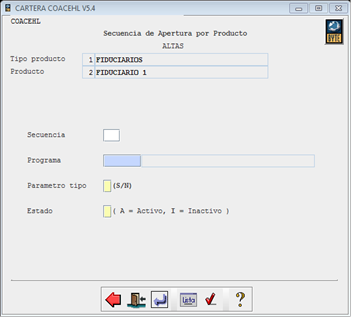 CARTERA COACEHL V5.4
COACEHL
Secuencia de Apertura por Producto
ALTAS
Tipo producto 1 FIDUCIARIOS
Producto 2 FIDUCIARIO 1
Secuencia
Programa
Parametro tipo (S/N)
Estado ( A = Activo, I = Inactivo )
Lista ?